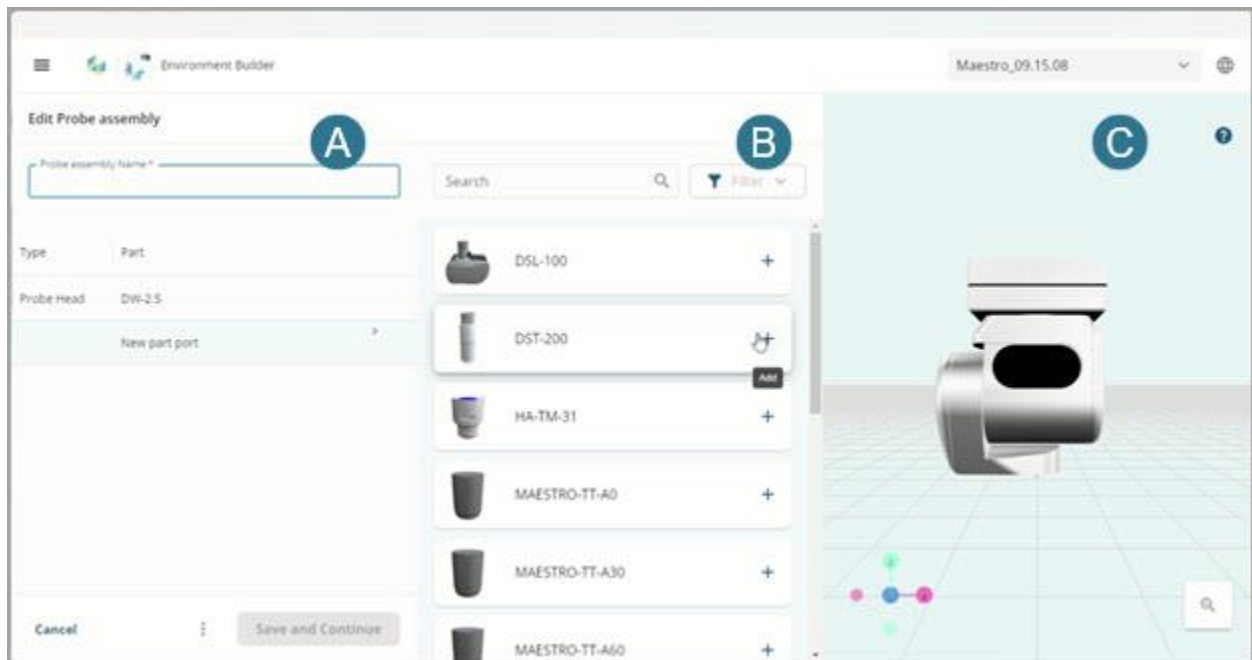 Environment Builder
Maestro_09.15.08
Edit Probe assembly
A
B
C
?
Probe assembly Name *
Search
Filter
Type Part
Probe Head DW-2.5
New part port
DSL-100
+
DST-200
+
Add
HA-TM-31
+
MAESTRO-TT-A0
+
MAESTRO-TT-A30
+
MAESTRO-TT-A60
+
Cancel
Save and Continue